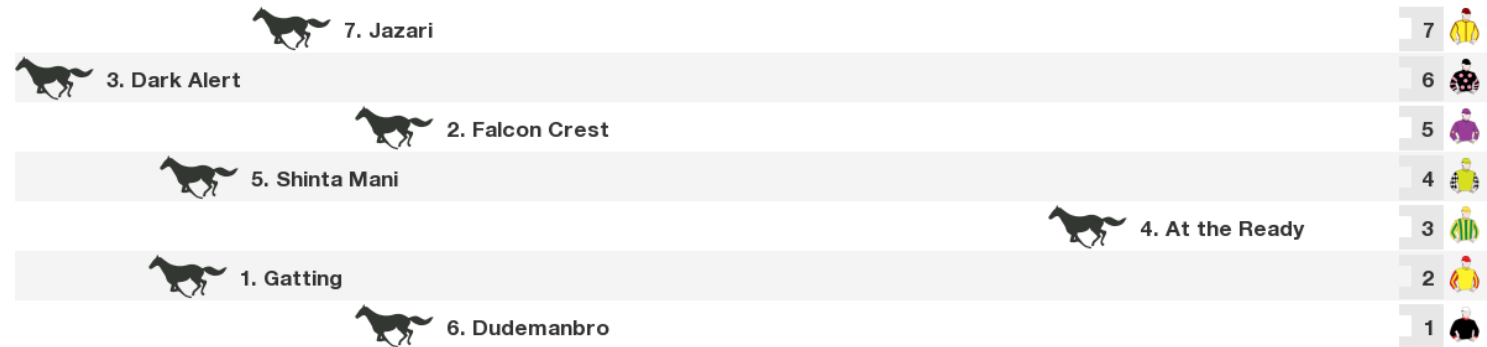 7. Jazari 7
3. Dark Alert 6
2. Falcon Crest 5
5. Shinta Mani 4
4. At the Ready 3
1. Gatting 2
6. Dudemanbro 1